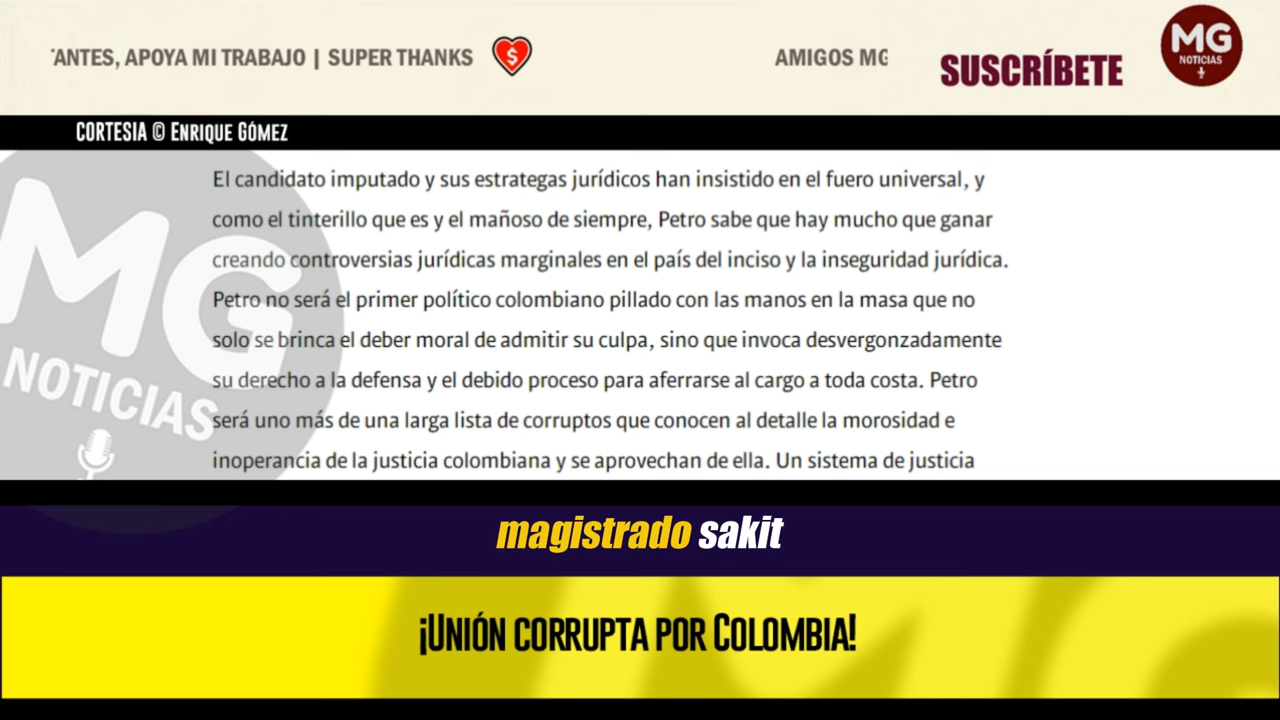 'ANTES, APOYA MI TRABAJO | SUPER THANKS
AMIGOS MG
SUSCRÍBETE
MG
NOTICIAS
CORTESIA © ENRIQUE GÓMEZ
El candidato imputado y sus estrategas jurídicos han insistido en el fuero universal, y
como el tinterillo que es y el mañoso de siempre, Petro sabe que hay mucho que ganar
creando controversias jurídicas marginales en el país del inciso y la inseguridad jurídica.
Petro no será el primer político colombiano pillado con las manos en la masa que no
solo se brinca el deber moral de admitir su culpa, sino que invoca desvergonzadamente
su derecho a la defensa y el debido proceso para aferrarse al cargo a toda costa. Petro
será uno más de una larga lista de corruptos que conocen al detalle la morosidad e
inoperancia de la justicia colombiana y se aprovechan de ella. Un sistema de justicia
MG
NOTICIAS
magistrado sakit
¡UNIÓN CORRUPTA POR COLOMBIA!